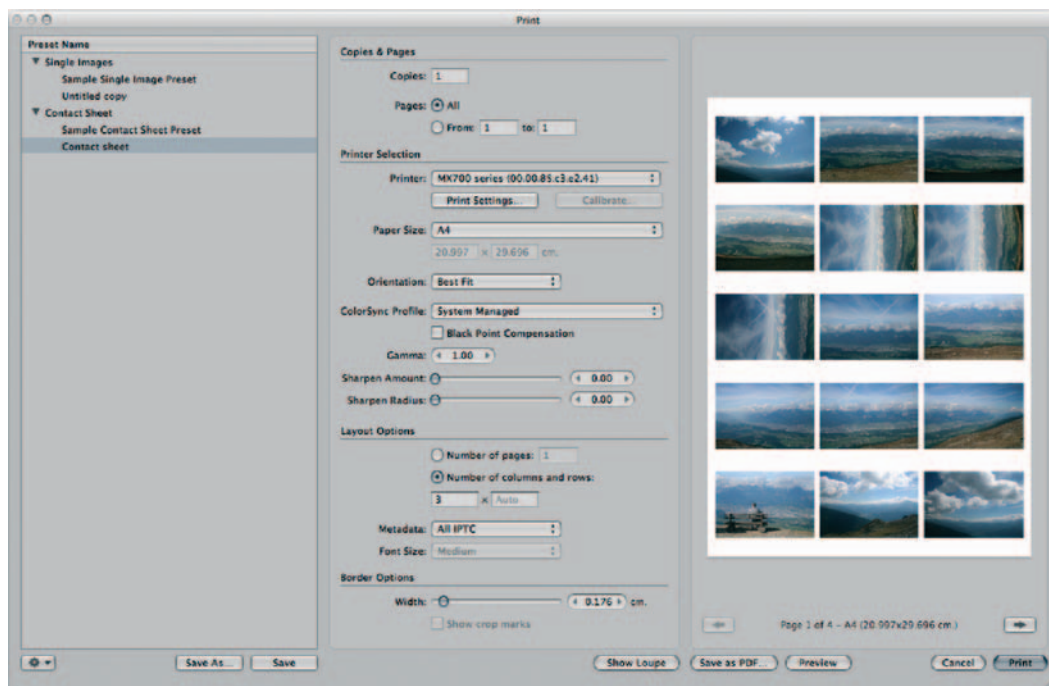 Print
Preset Name
Single Images
Sample Single Image Preset
Untitled copy
Contact Sheet
Sample Contact Sheet Preset
Contact sheet
Copies & Pages
Copies: 1
Pages: All
From: 1 to: 1
Printer Selection
Printer: MX700 series (00.00.85.c3.e2.41)
Print Settings... Calibrate...
Paper Size: A4
20.997 x 29.696 cm.
Orientation: Best Fit
ColorSync Profile: System Managed
Black Point Compensation
Gamma: 1.00
Sharpen Amount: 0.00
Sharpen Radius: 0.00
Layout Options
Number of pages: 1
Number of columns and rows:
3 x Auto
Metadata: All IPTC
Font Size: Medium
Border Options
Width: 0.176 cm.
Show crop marks
Page 1 of 4 - A4 (20.997x29.696 cm.)
Save As... Save Show Loupe Save as PDF... Preview Cancel Print